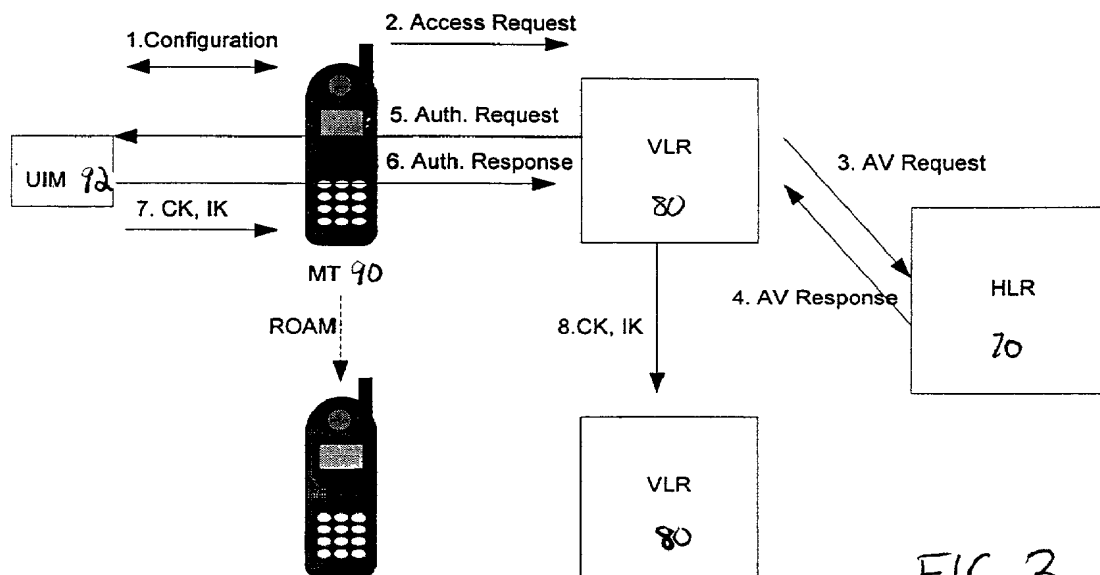 2. Access Request
1.Configuration
5. Auth. Request
VLR
80
3. AV Request
UIM 92
6. Auth. Response
7. CK, IK
MT 90
4. AV Response
HLR
70
ROAM
8.CK, IK
VLR
80
FIG. 3